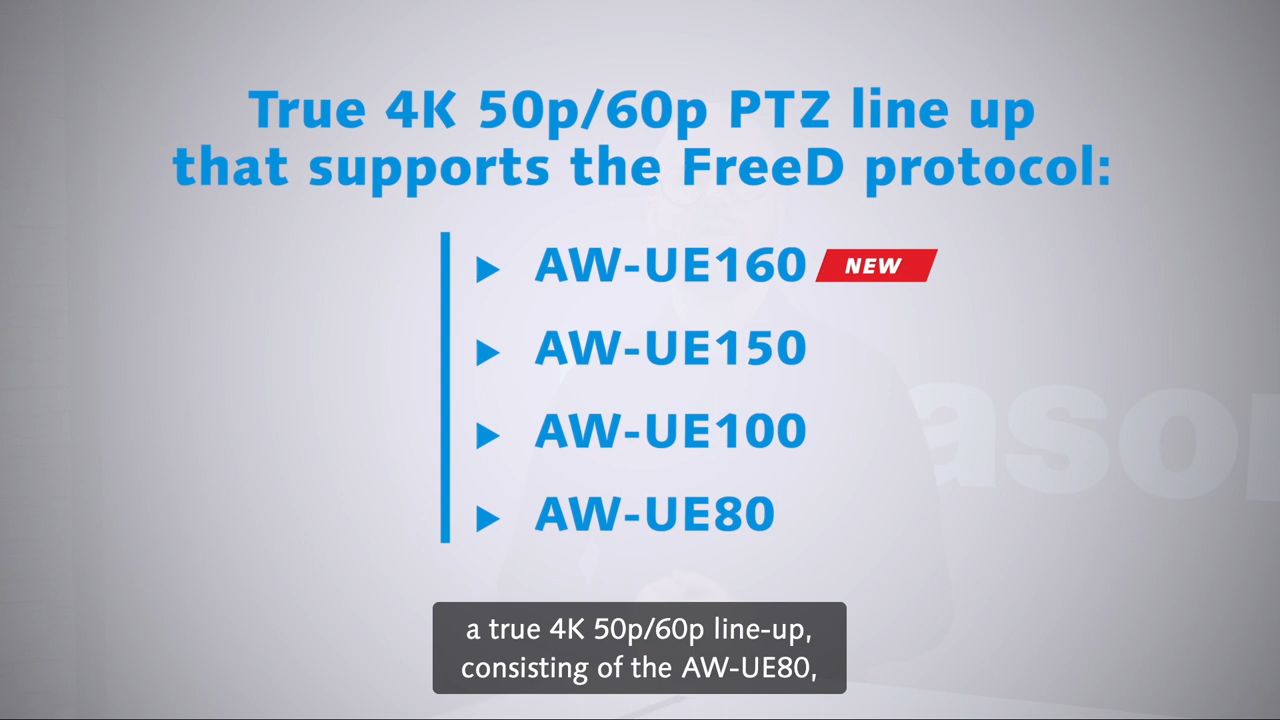 True 4K 50p/60p PTZ line up
that supports the FreeD protocol:
AW-UE160 NEW
AW-UE150
AW-UE100
AW-UE80
a true 4K 50p/60p line-up,
consisting of the AW-UE80,